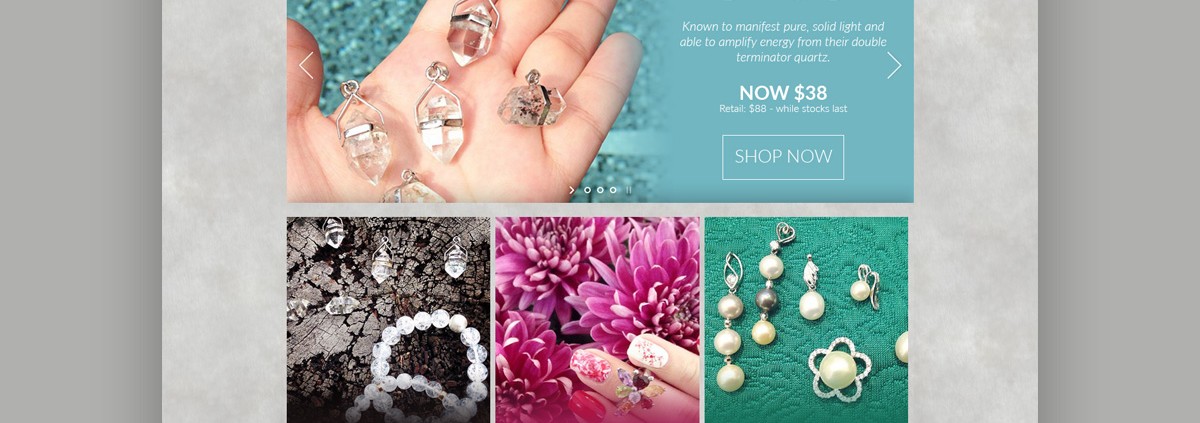 Known to manifest pure, solid light and
able to amplify energy from their double
terminator quartz.
NOW $38
Retail: $88 - while stocks last
SHOP NOW